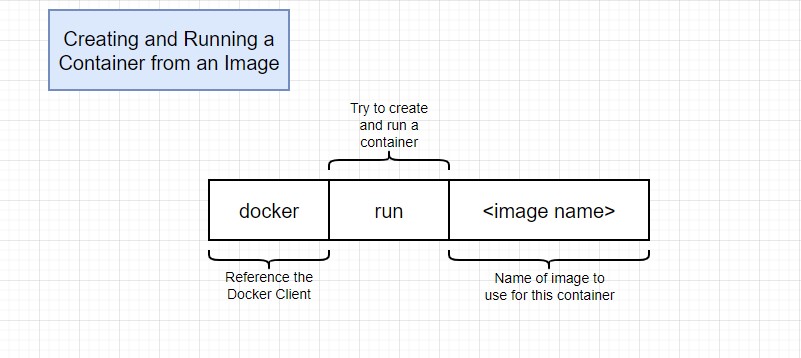 Creating and Running a
Container from an Image
Try to create
and run a
container
docker
run
<image name>
Reference the
Docker Client
Name of image to
use for this container